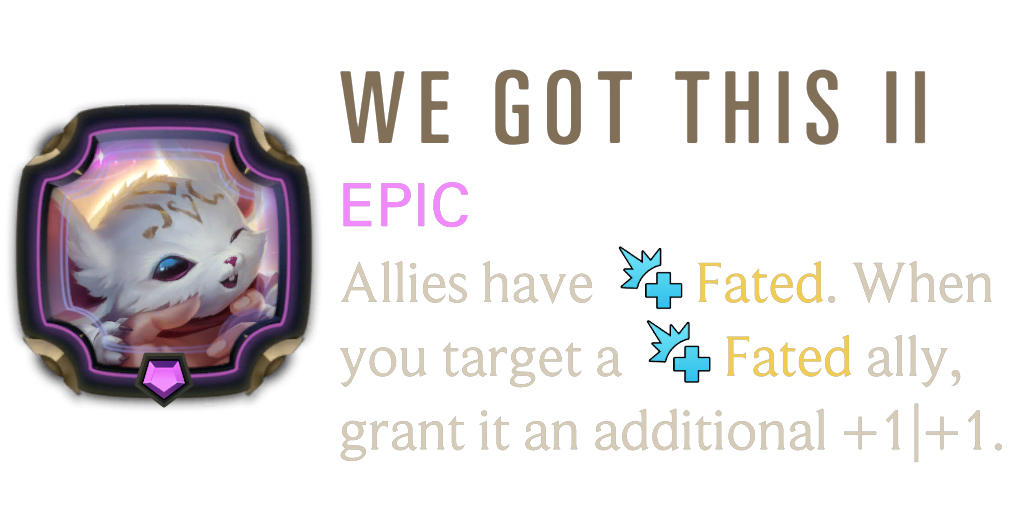 WE GOT THIS II
EPIC
Allies have Fated. When
you target a Fated ally,
grant it an additional +1|+1.